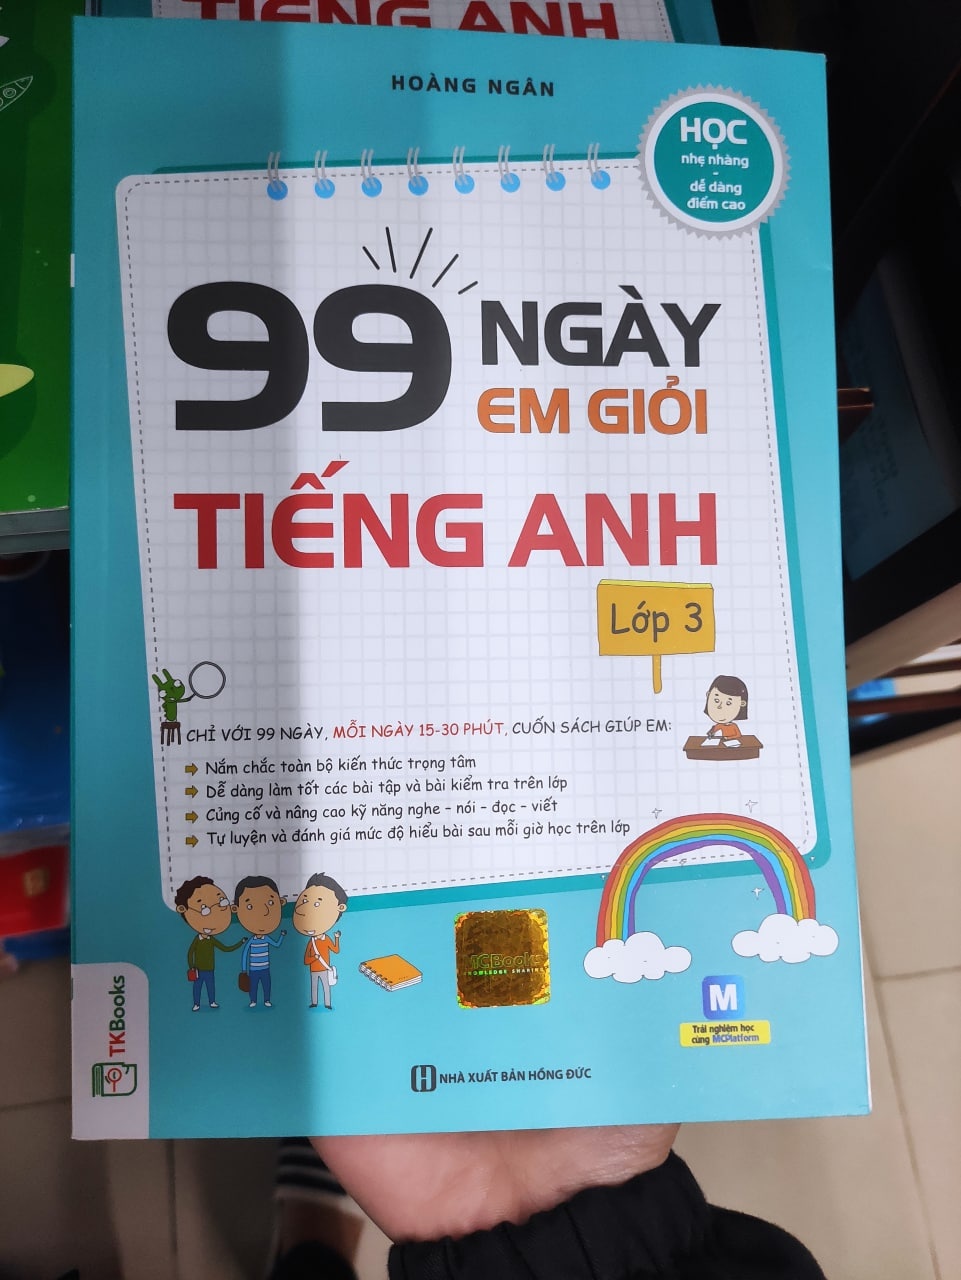 TIẾNG ANH
HOÀNG NGÂN
HỌC
nhẹ nhàng
-
dễ dàng
điểm cao
99 NGÀY
EM GIỎI
TIẾNG ANH
Lớp 3
CHỈ VỚI 99 NGÀY, MỖI NGÀY 15-30 PHÚT, CUỐN SÁCH GIÚP EM:
Nắm chắc toàn bộ kiến thức trọng tâm
Dễ dàng làm tốt các bài tập và bài kiểm tra trên lớp
Củng cố và nâng cao kỹ năng nghe - nói - đọc - viết
Tự luyện và đánh giá mức độ hiểu bài sau mỗi giờ học trên lớp
MCBooks
KNOWLEDGE SHARING
M
Trải nghiệm học
cùng MCPlatform
TKBooks
H NHÀ XUẤT BẢN HỒNG ĐỨC